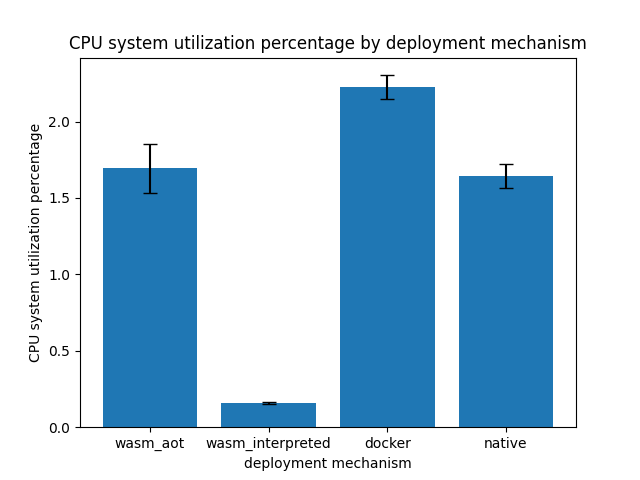 CPU system utilization percentage by deployment mechanism
CPU system utilization percentage
2.0
1.5
1.0
0.5
0.0
wasm_aot wasm_interpreted docker native
deployment mechanism